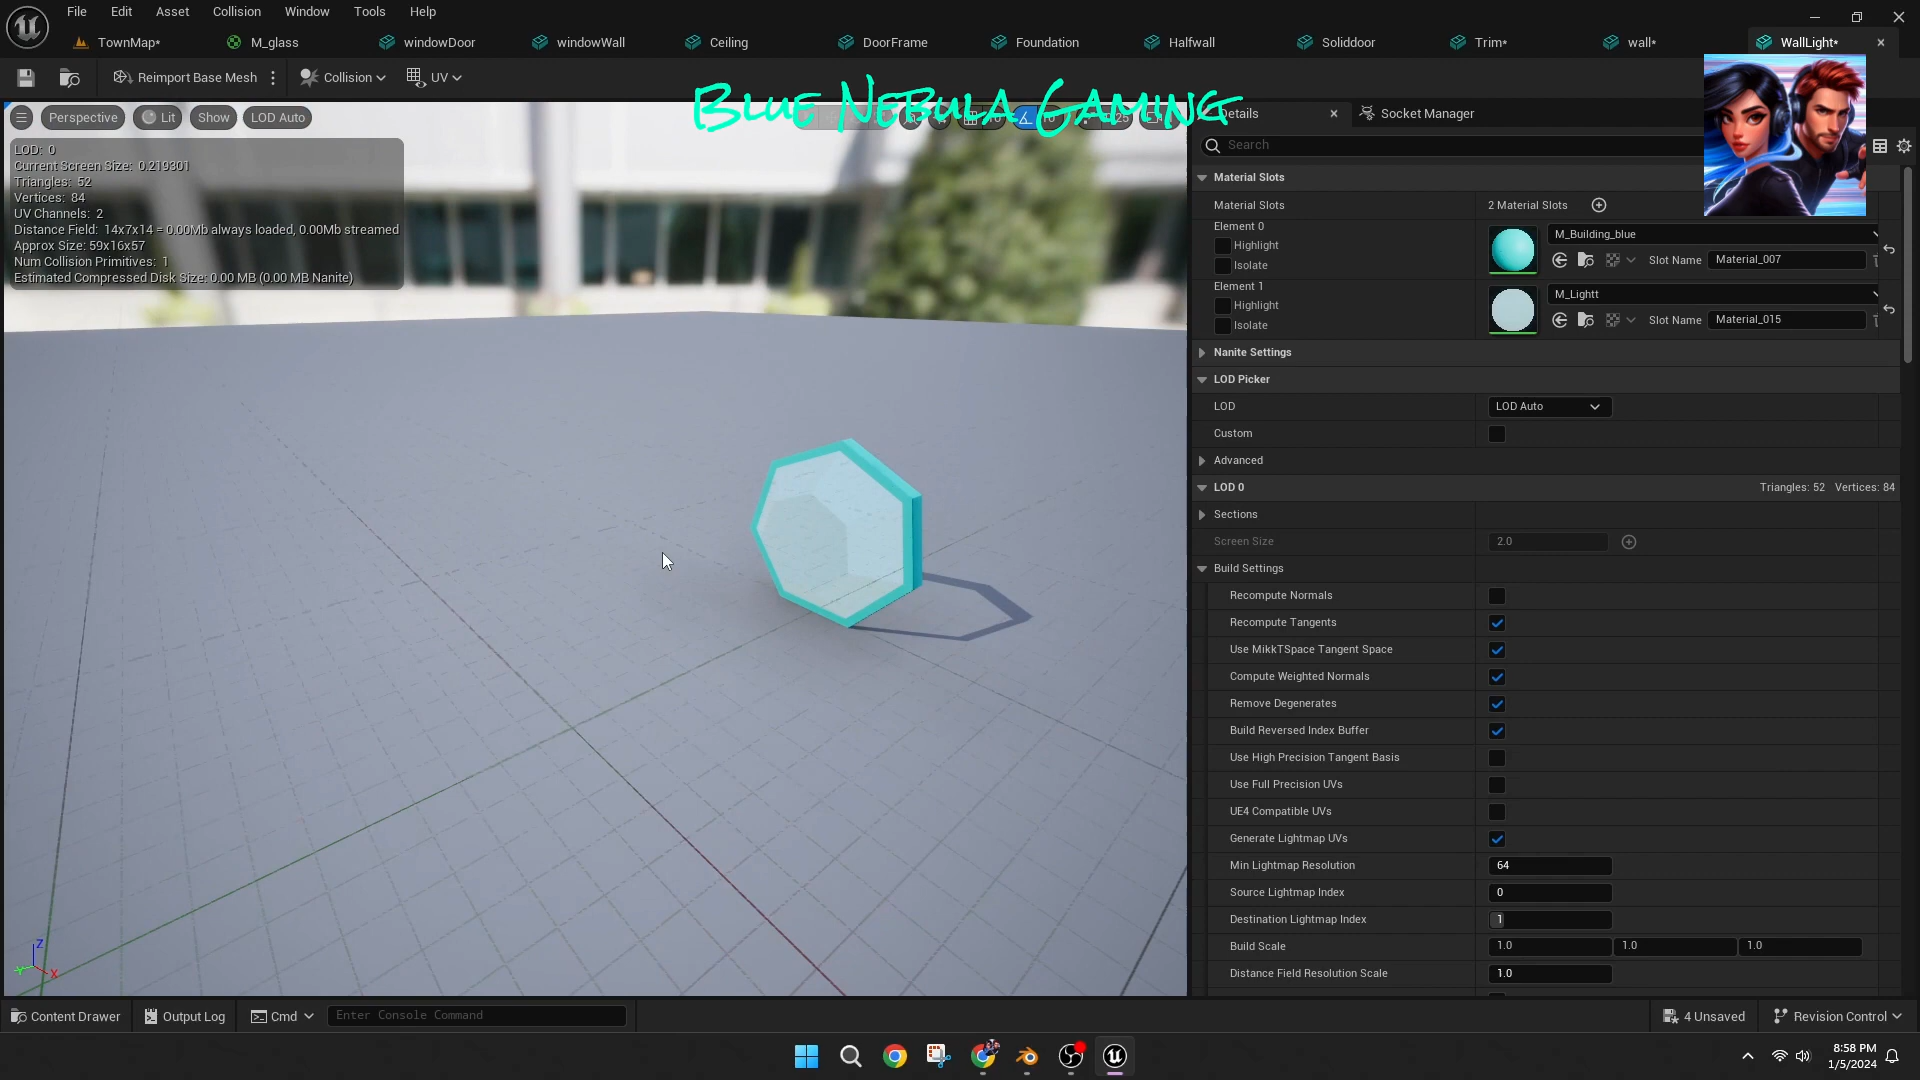 File Edit Asset Collision Window Tools Help
TownMap* M_glass windowDoor windowWall Ceiling DoorFrame Foundation Halfwall Soliddoor Trim* wall* WallLight*
Reimport Base Mesh Collision UV
Blue Nebula Gaming
Perspective Lit Show LOD Auto
LOD: 0
Current Screen Size: 0.219301
Triangles: 52
Vertices: 84
UV Channels: 2
Distance Field: 14x7x14 = 0.00Mb always loaded, 0.00Mb streamed
Approx Size: 59x16x57
Num Collision Primitives: 1
Estimated Compressed Disk Size: 0.00 MB (0.00 MB Nanite)
Details Socket Manager
Search
Material Slots
Material Slots 2 Material Slots
Element 0
Highlight
Isolate
M_Building_blue
Slot Name Material_007
Element 1
Highlight
Isolate
M_Lightt
Slot Name Material_015
Nanite Settings
LOD Picker
LOD LOD Auto
Custom
Advanced
LOD 0 Triangles: 52 Vertices: 84
Sections
Screen Size 2.0
Build Settings
Recompute Normals
Recompute Tangents
Use MikkTSpace Tangent Space
Compute Weighted Normals
Remove Degenerates
Build Reversed Index Buffer
Use High Precision Tangent Basis
Use Full Precision UVs
UE4 Compatible UVs
Generate Lightmap UVs
Min Lightmap Resolution 64
Source Lightmap Index 0
Destination Lightmap Index 1
Build Scale 1.0 1.0 1.0
Distance Field Resolution Scale 1.0
Z
Y
X
Content Drawer Output Log Cmd Enter Console Command 4 Unsaved Revision Control
8:58 PM
1/5/2024